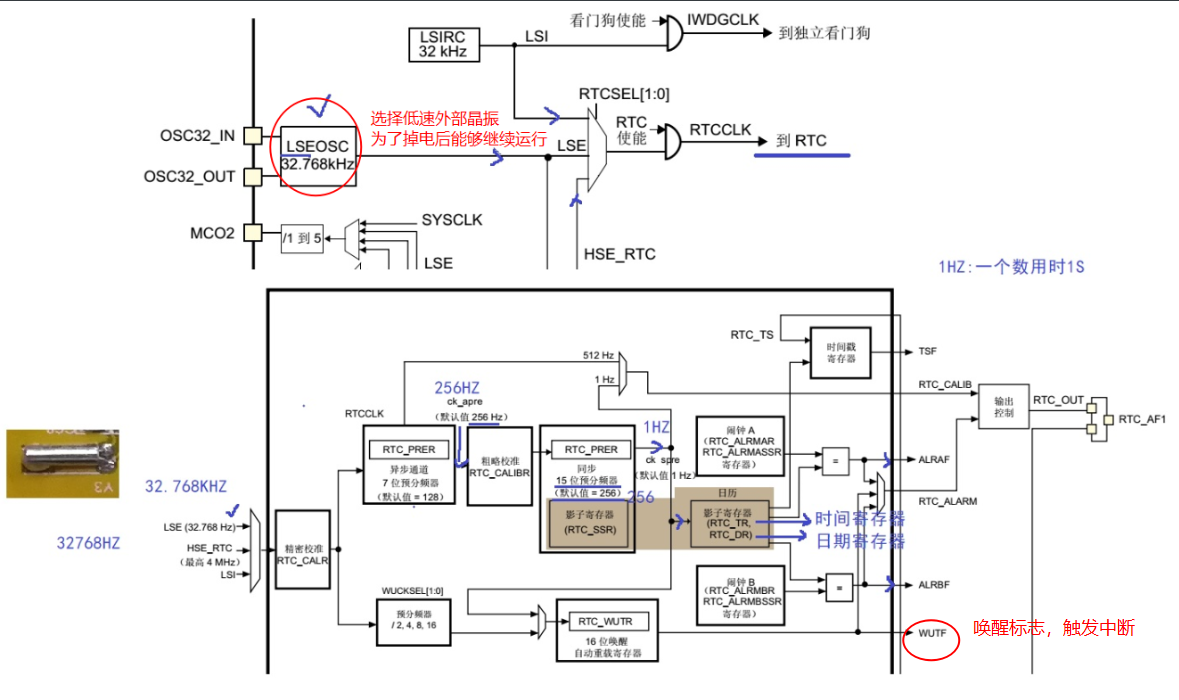 看门狗使能
IWDGCLK
到独立看门狗
LSIRC
32 kHz
LSI
RTCSEL[1:0]
选择低速外部晶振
为了掉电后能够继续运行
OSC32_IN
LSEOSC
32.768kHz
LSE
RTC
使能
RTCCLK
到 RTC
OSC32_OUT
MCO2
/1 到 5
SYSCLK
LSE
HSE_RTC
1HZ:一个数用时1S
RTC_TS
时间戳
寄存器
TSF
512 Hz
1 Hz
RTC_CALIB
256HZ
ck_apre
(默认值 256 Hz)
RTCCLK
输出
控制
RTC_OUT
RTC_AF1
RTC_PRER
异步通道
7 位预分频器
(默认值 = 128)
粗略校准
RTC_CALIBR
RTC_PRER
同步
15 位预分频器
(默认值 = 256)
256
1HZ
ck_spre
(默认值 1 Hz)
闹钟 A
(RTC_ALRMAR
RTC_ALRMASSR
寄存器)
=
ALRAF
RTC_ALARM
影子寄存器
(RTC_SSR)
日历
影子寄存器
(RTC_TR,
RTC_DR)
时间寄存器
日期寄存器
32.768KHZ
LSE (32.768 Hz)
32768HZ
HSE_RTC
(最高 4 MHz)
LSI
精密校准
RTC_CALR
闹钟 B
(RTC_ALRMBR
RTC_ALRMBSSR
寄存器)
=
ALRBF
WUCKSEL[1:0]
预分频器
/ 2, 4, 8, 16
RTC_WUTR
16 位唤醒
自动重载寄存器
WUTF
唤醒标志，触发中断